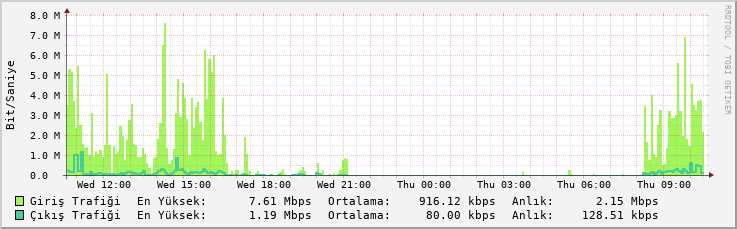 8.0 M
7.0 M
6.0 M
5.0 M
4.0 M
3.0 M
2.0 M
1.0 M
0.0
Bit/Saniye
RRDTOOL / TOBI OETIKER
Wed 12:00 Wed 15:00 Wed 18:00 Wed 21:00 Thu 00:00 Thu 03:00 Thu 06:00 Thu 09:00
Giriş Trafiği En Yüksek: 7.61 Mbps Ortalama: 916.12 kbps Anlık: 2.15 Mbps
Çıkış Trafiği En Yüksek: 1.19 Mbps Ortalama: 80.00 kbps Anlık: 128.51 kbps